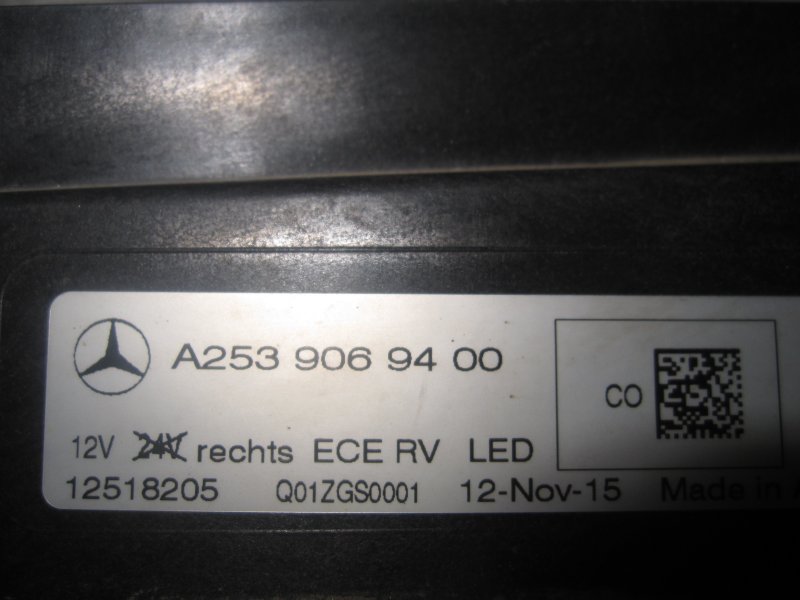 A253 906 94 00
CO
12V 24V rechts ECE RV LED
12518205 Q01ZGS0001 12-Nov-15 Made in